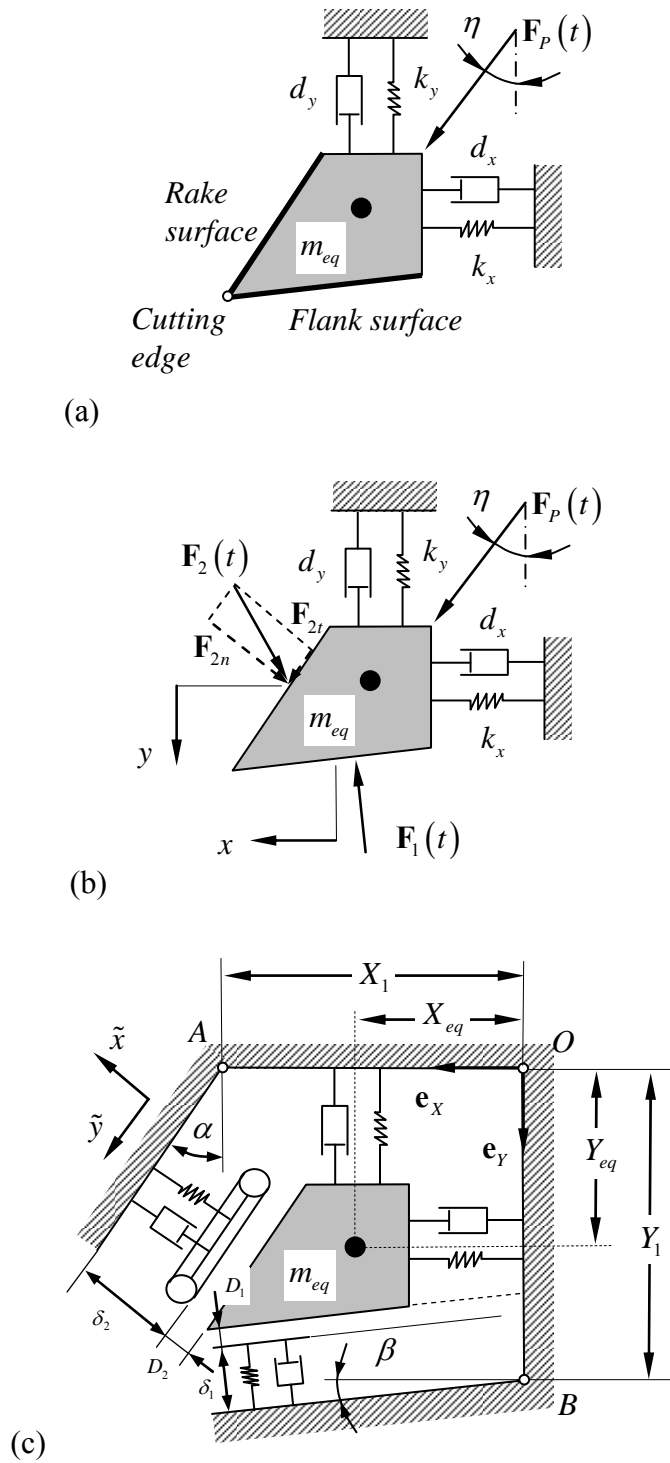 η F_P(t)
d_y k_y
d_x
Rake
surface
m_eq
k_x
Cutting
edge
Flank surface
(a)
η F_P(t)
F_2(t)
d_y k_y
F_2t
F_2n
d_x
m_eq
y
k_x
x
F_1(t)
(b)
X_1
X_eq
A O
x̃
ỹ
e_X
e_Y
α
Y_eq
Y_1
m_eq
D_1
δ_2
D_2
δ_1
β
B
(c)